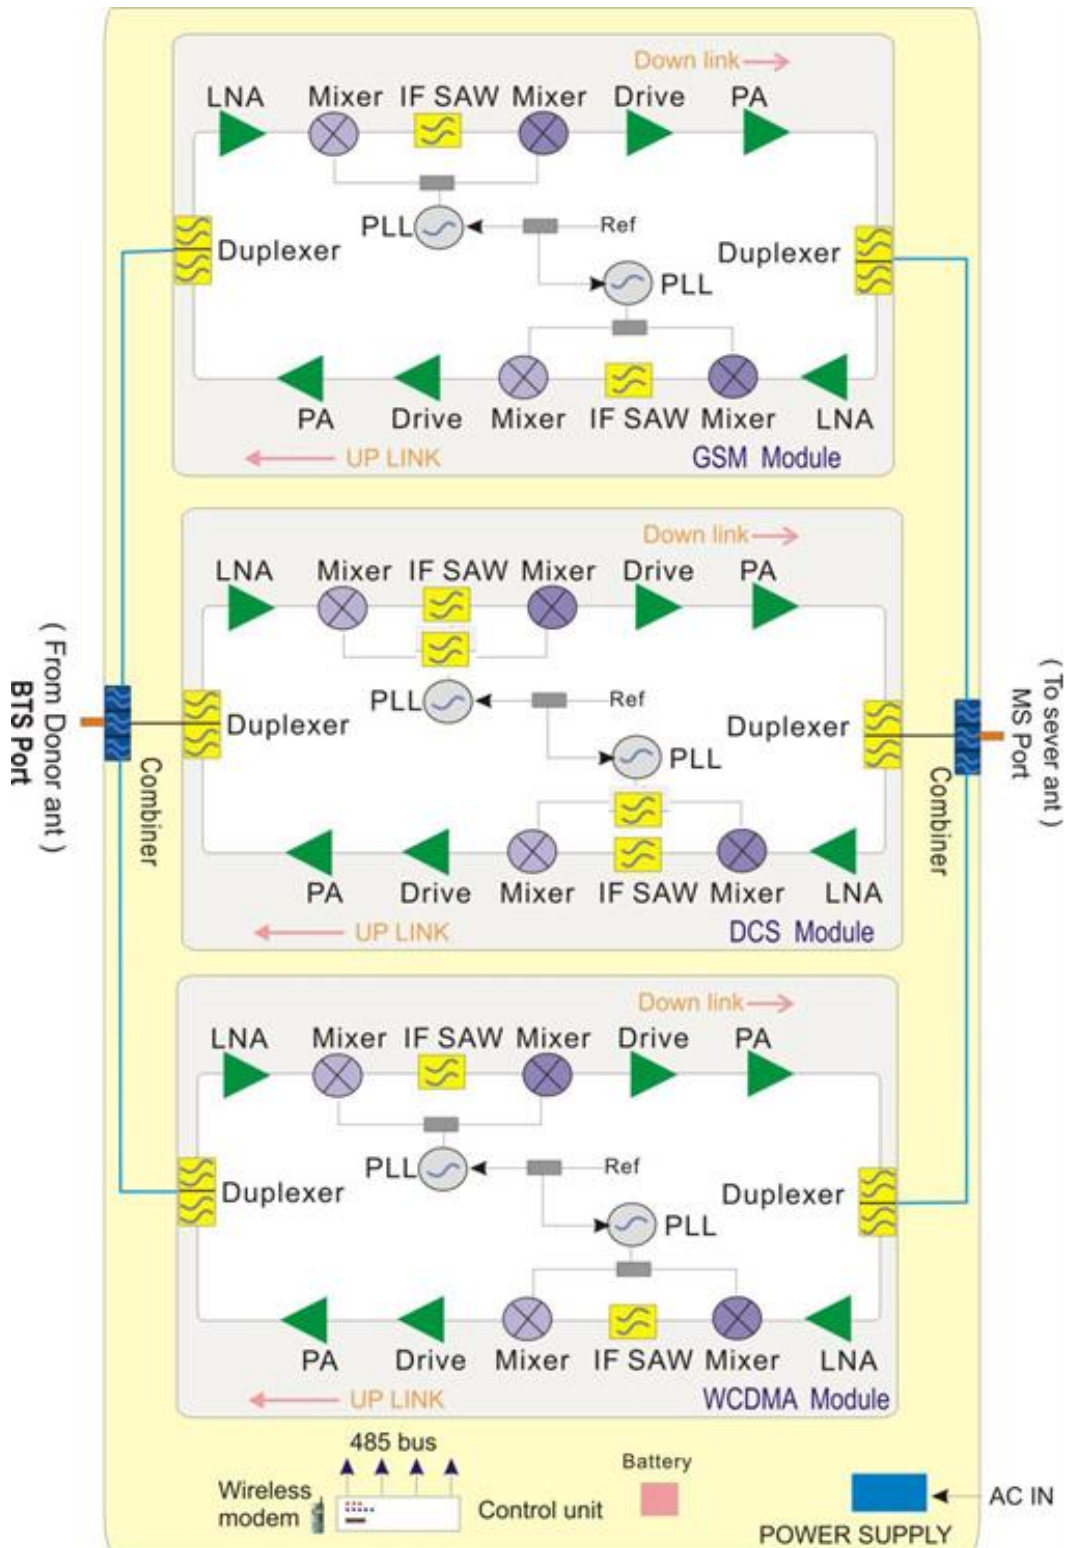 Down link
LNA Mixer IF SAW Mixer Drive PA
PLL Ref
Duplexer Duplexer
PLL
PA Drive Mixer IF SAW Mixer LNA
UP LINK GSM Module
Down link
LNA Mixer IF SAW Mixer Drive PA
PLL Ref
Duplexer Duplexer
PLL
PA Drive Mixer IF SAW Mixer LNA
UP LINK DCS Module
( From Donor ant )
BTS Port
Combiner
Combiner
( To sever ant )
MS Port
Down link
LNA Mixer IF SAW Mixer Drive PA
PLL Ref
Duplexer Duplexer
PLL
PA Drive Mixer IF SAW Mixer LNA
UP LINK WCDMA Module
485 bus
Wireless
modem
Control unit
Battery
AC IN
POWER SUPPLY